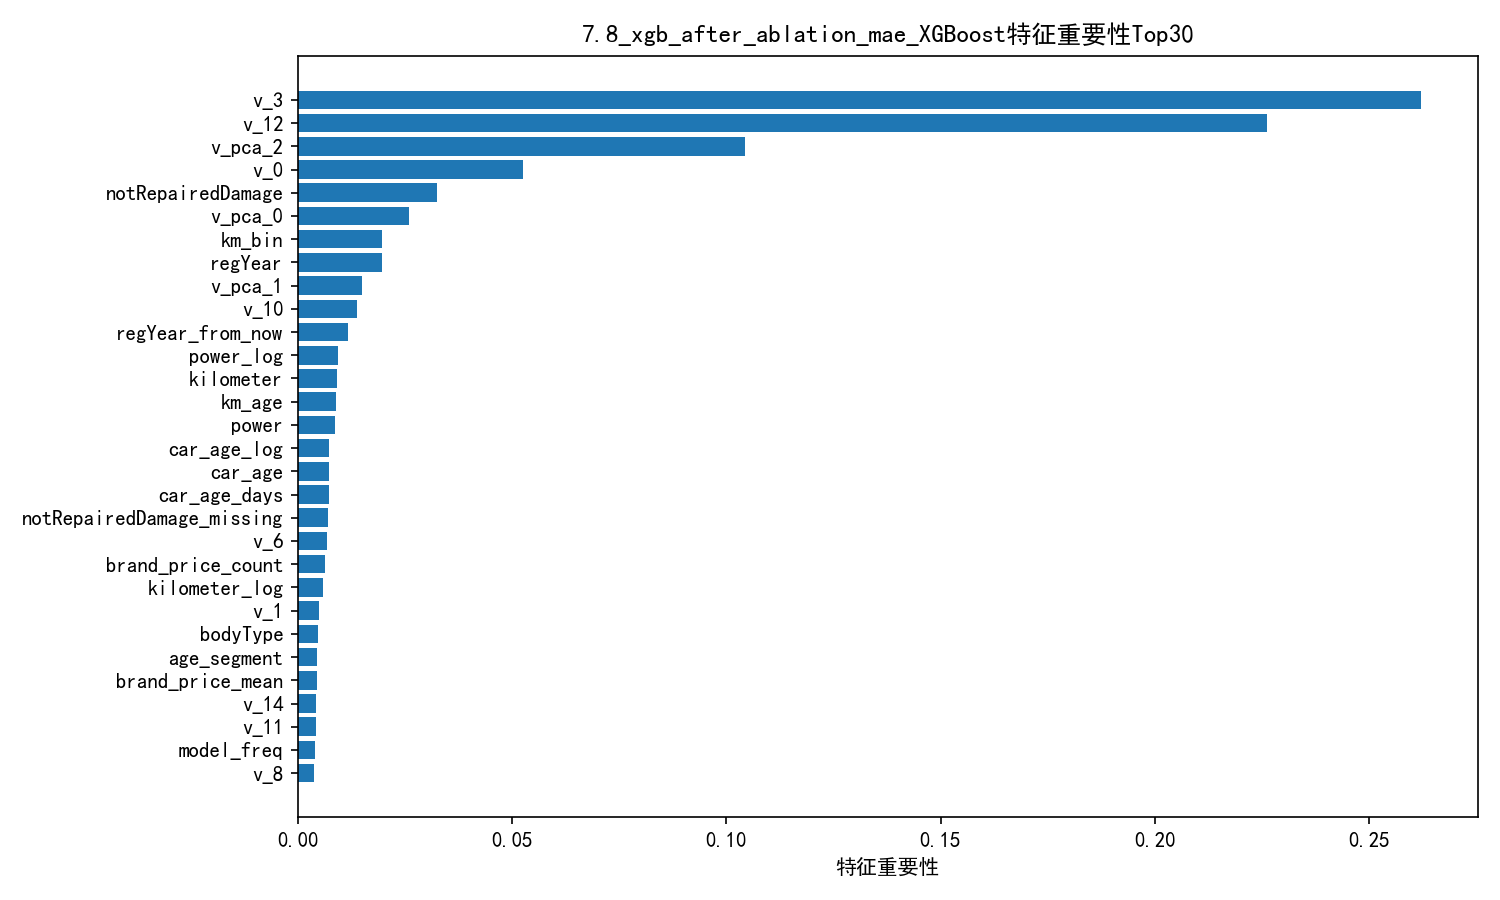 7.8_xgb_after_ablation_mae_XGBoost特征重要性Top30
v_3
v_12
v_pca_2
v_0
notRepairedDamage
v_pca_0
km_bin
regYear
v_pca_1
v_10
regYear_from_now
power_log
kilometer
km_age
power
car_age_log
car_age
car_age_days
notRepairedDamage_missing
v_6
brand_price_count
kilometer_log
v_1
bodyType
age_segment
brand_price_mean
v_14
v_11
model_freq
v_8
0.00 0.05 0.10 0.15 0.20 0.25
特征重要性